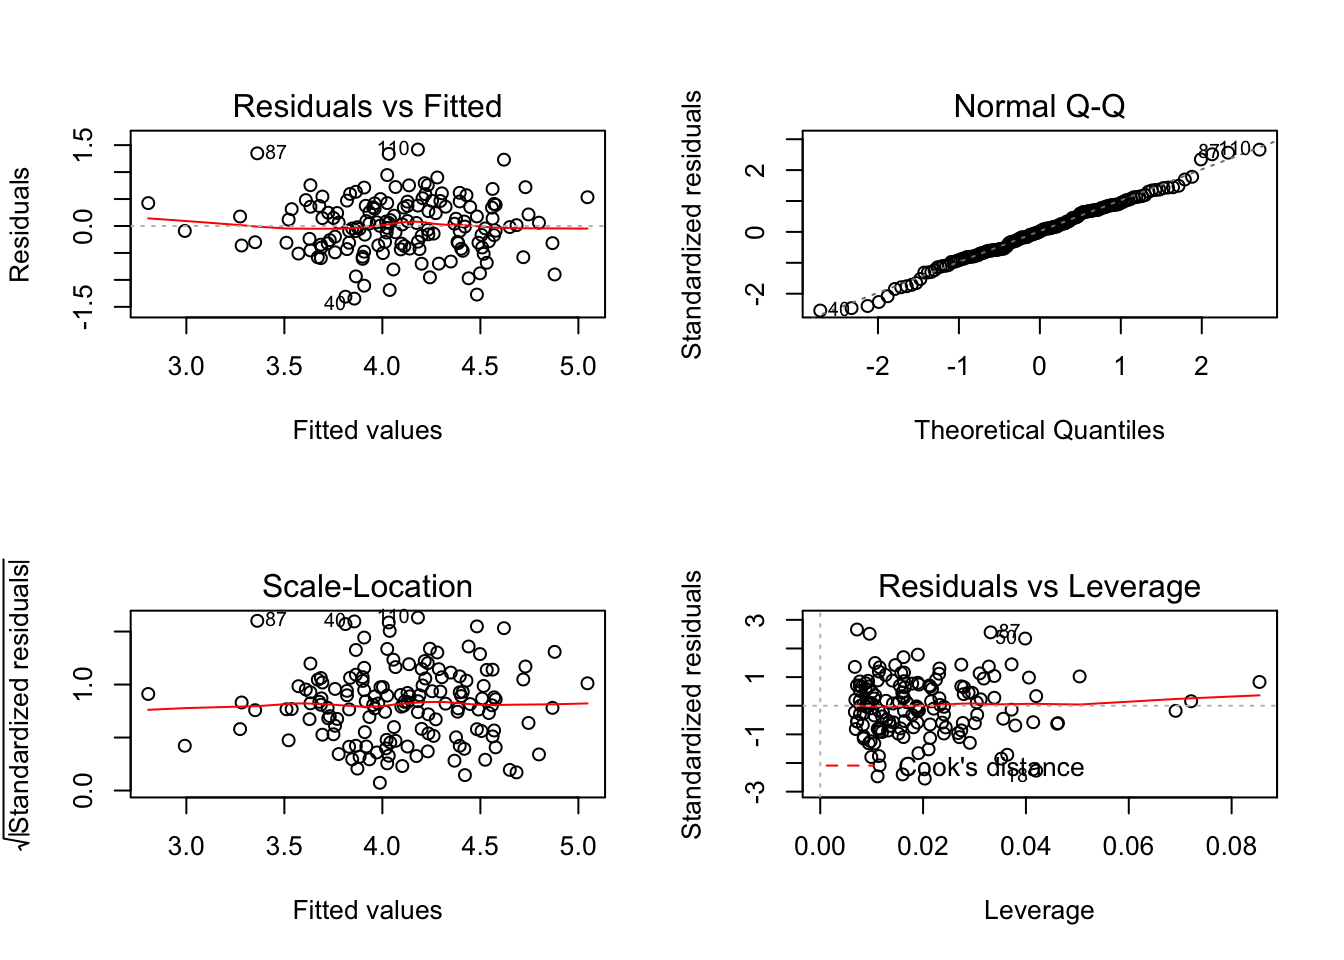 Residuals vs Fitted
Residuals
1.5
0.0
-1.5
87
110
40
3.0 3.5 4.0 4.5 5.0
Fitted values
Normal Q-Q
Standardized residuals
2
0
-2
87
110
40
-2 -1 0 1 2
Theoretical Quantiles
Scale-Location
√|Standardized residuals|
1.0
0.0
87
40
110
3.0 3.5 4.0 4.5 5.0
Fitted values
Residuals vs Leverage
Standardized residuals
3
1
-1
-3
87
50
Cook's distance
0.00 0.02 0.04 0.06 0.08
Leverage